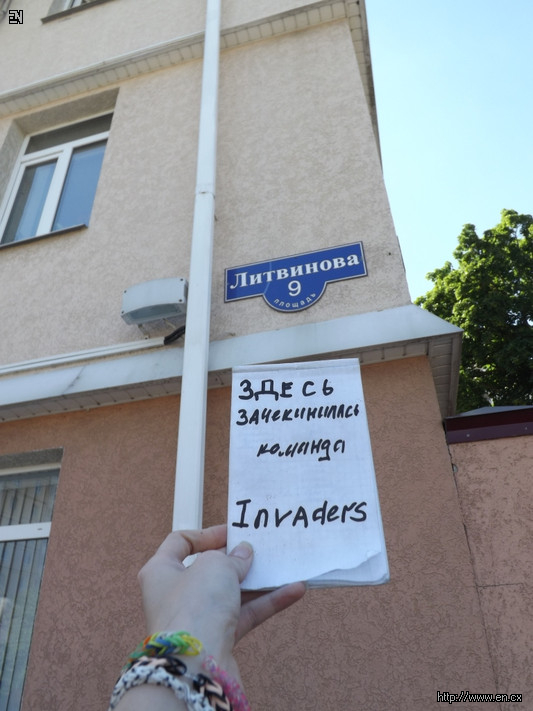 EN
Литвинова
9
площадь
ЗДЕСЬ
ЗАЧекинилась
команда
InvAders
http://www.en.cx